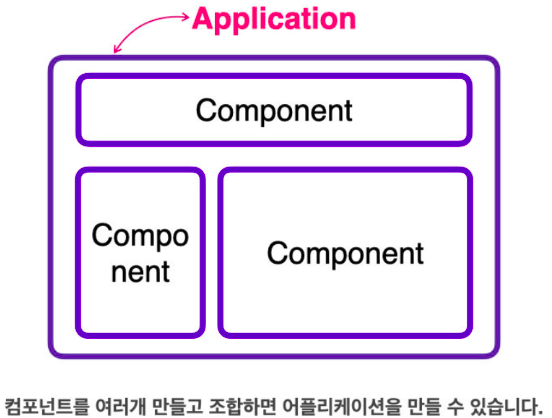 Application
Component
Compo
nent
Component
컴포넌트를 여러개 만들고 조합하면 어플리케이션을 만들 수 있습니다.